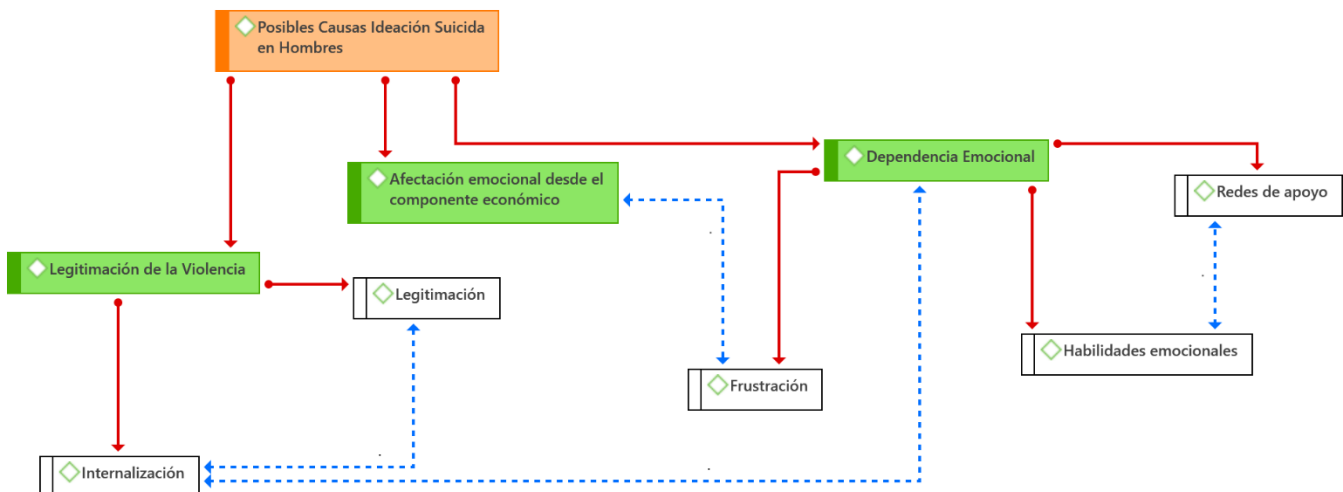 Posibles Causas Ideación Suicida
en Hombres
Dependencia Emocional
Afectación emocional desde el
componente económico
Redes de apoyo
Legitimación de la Violencia
Legitimación
Habilidades emocionales
Frustración
Internalización